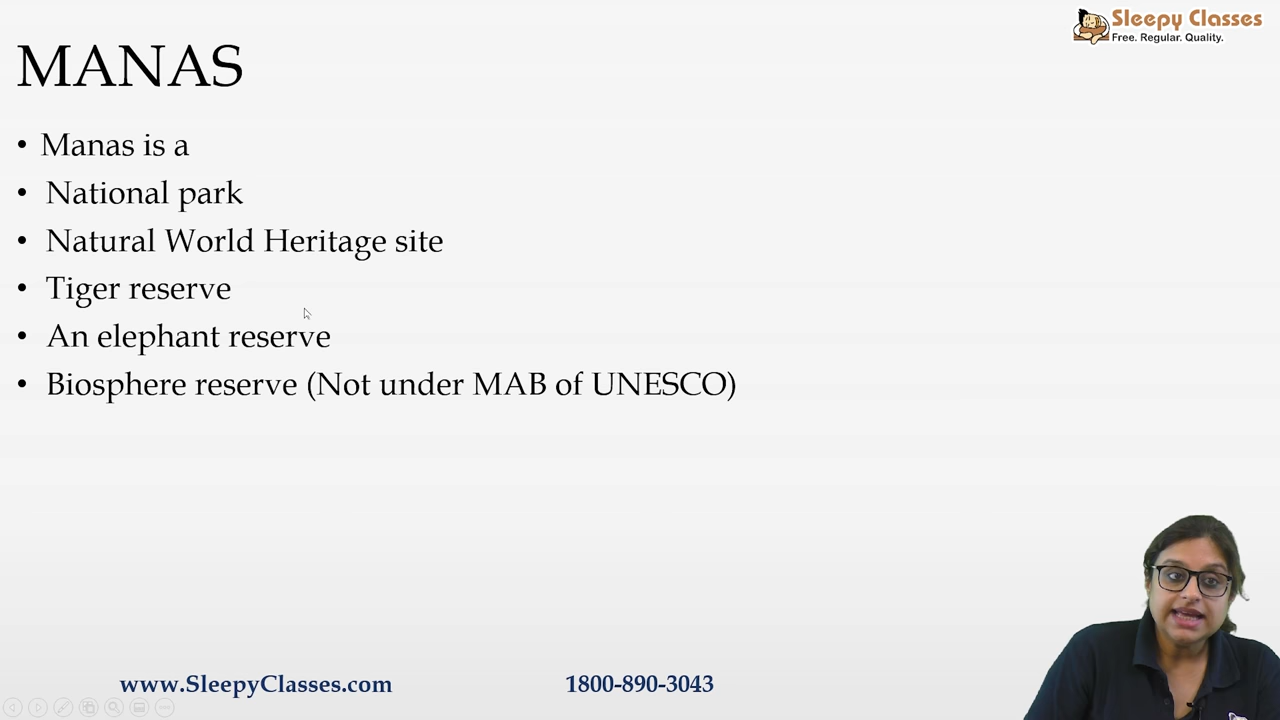 Sleepy Classes
Free. Regular. Quality.
MANAS
• Manas is a
• National park
• Natural World Heritage site
• Tiger reserve
• An elephant reserve
• Biosphere reserve (Not under MAB of UNESCO)
www.SleepyClasses.com 1800-890-3043